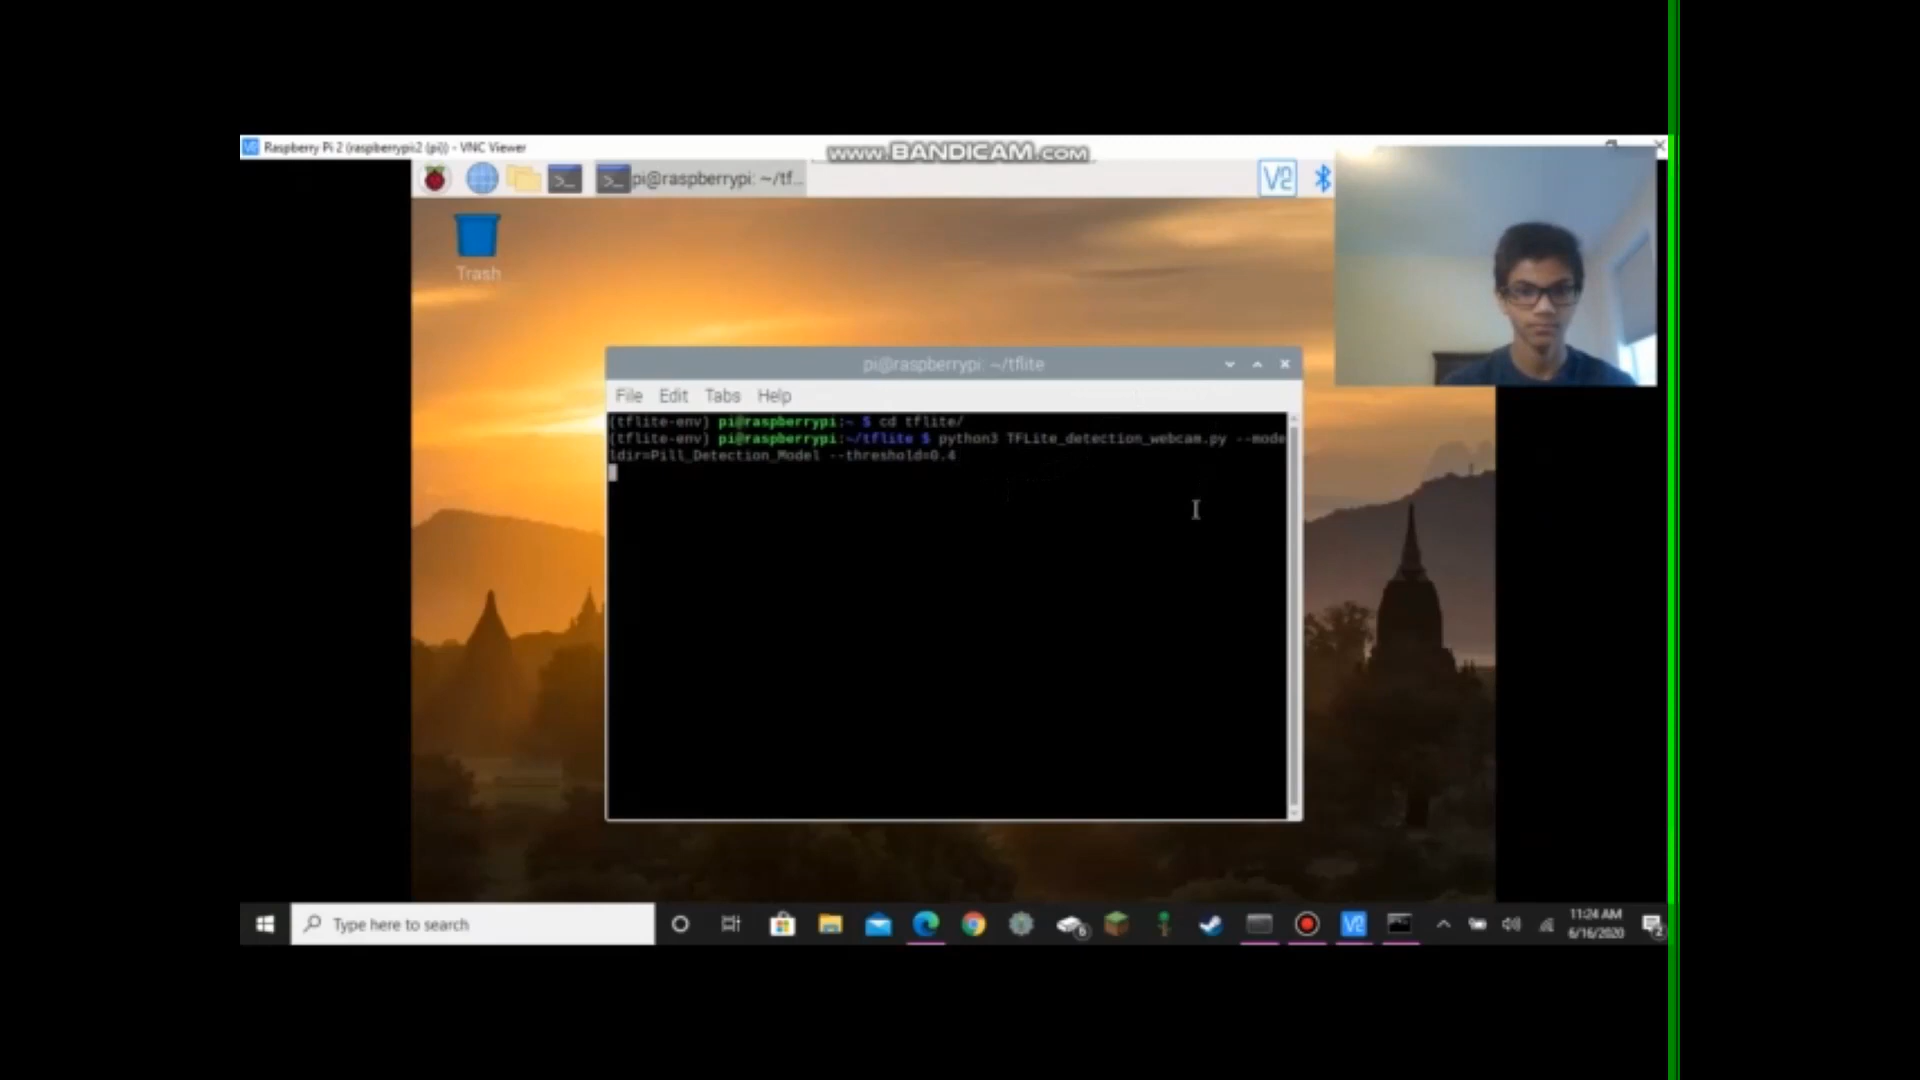 Raspberry Pi 2 (raspberrypi:2 (pi)) - VNC Viewer
www.BANDICAM.com
pi@raspberrypi: ~/tf...
Trash
pi@raspberrypi: ~/tflite
File Edit Tabs Help
(tflite-env) pi@raspberrypi:~ $ cd tflite/
(tflite-env) pi@raspberrypi:~/tflite $ python3 TFLite_detection_webcam.py --mode
ldir=Pill_Detection_Model --threshold=0.4
Type here to search
11:24 AM
6/16/2020